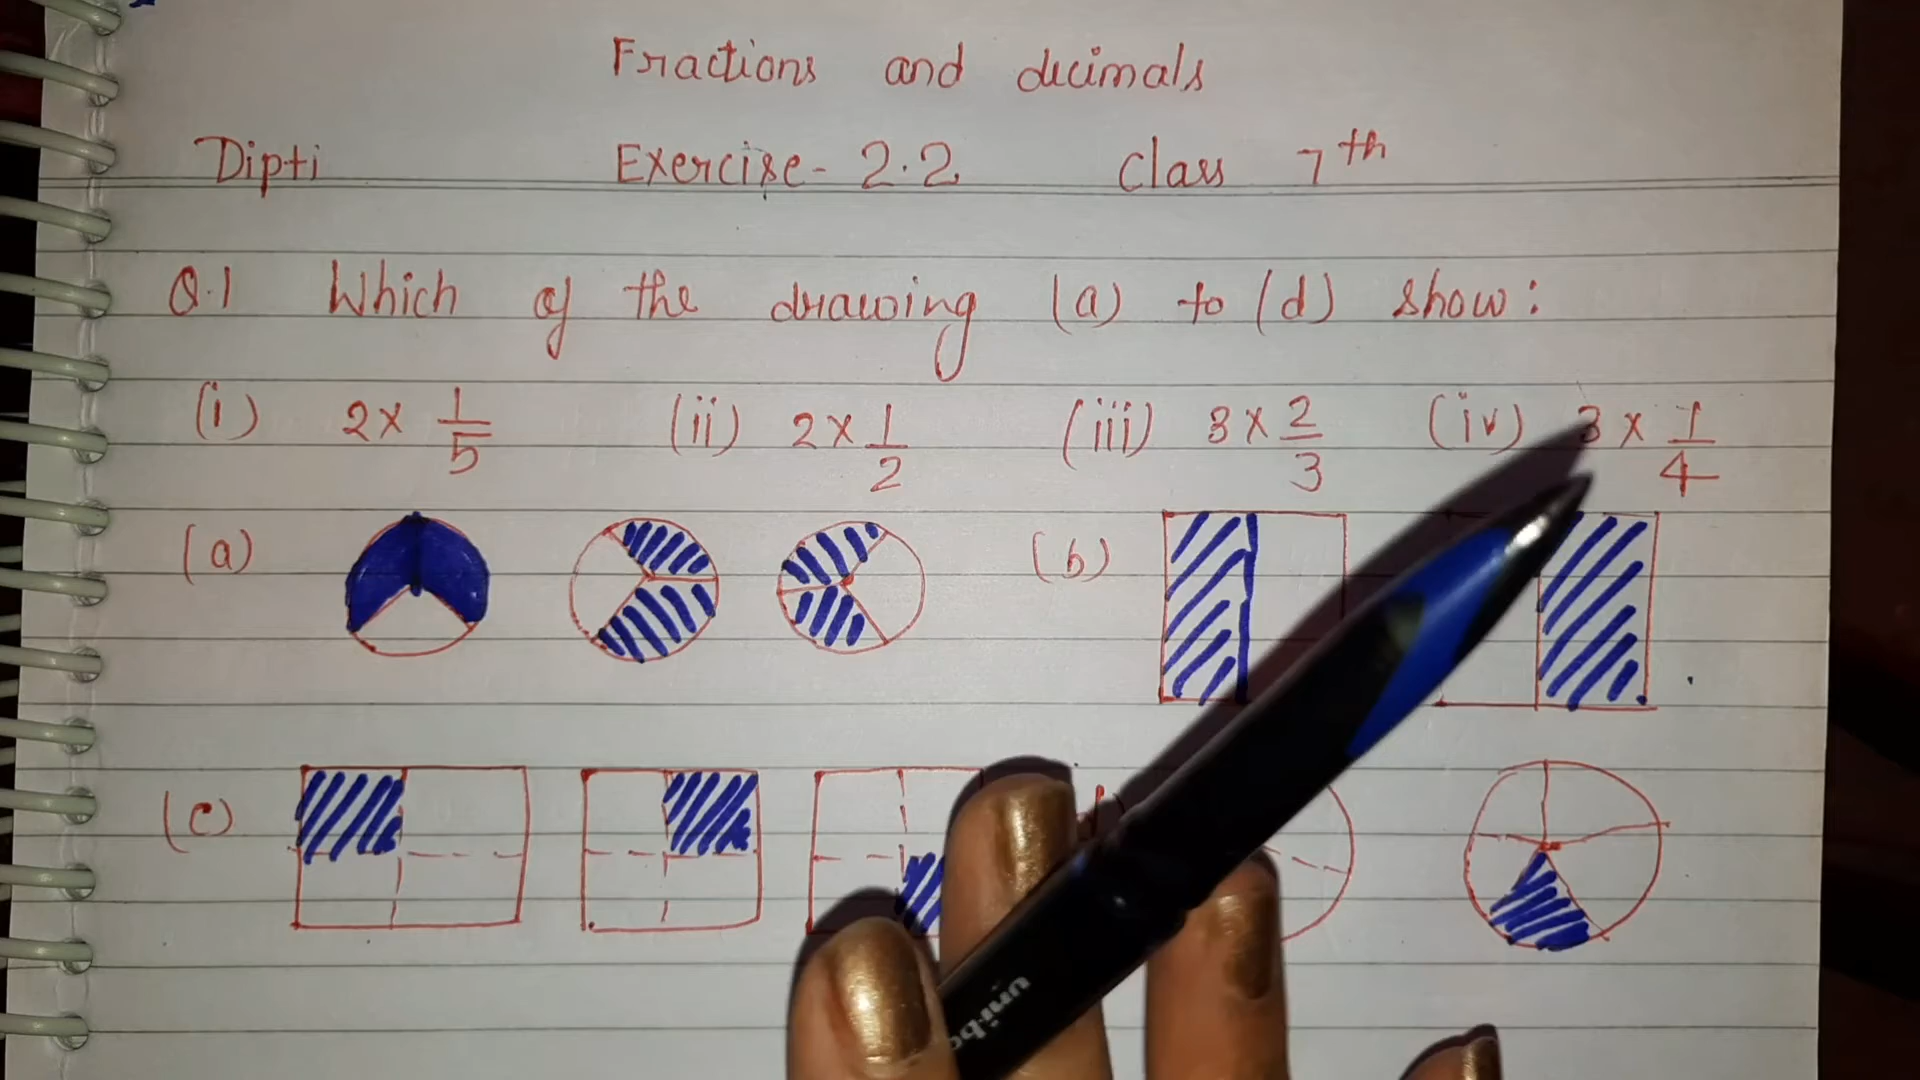 Fractions and decimals
Dipti Exercise- 2.2 Class 7th
Q.1 Which of the drawing (a) to (d) show:
(i) 2 × 1/5 (ii) 2 × 1/2 (iii) 3 × 2/3 (iv) 3 × 1/4
(a) (b)
(c)